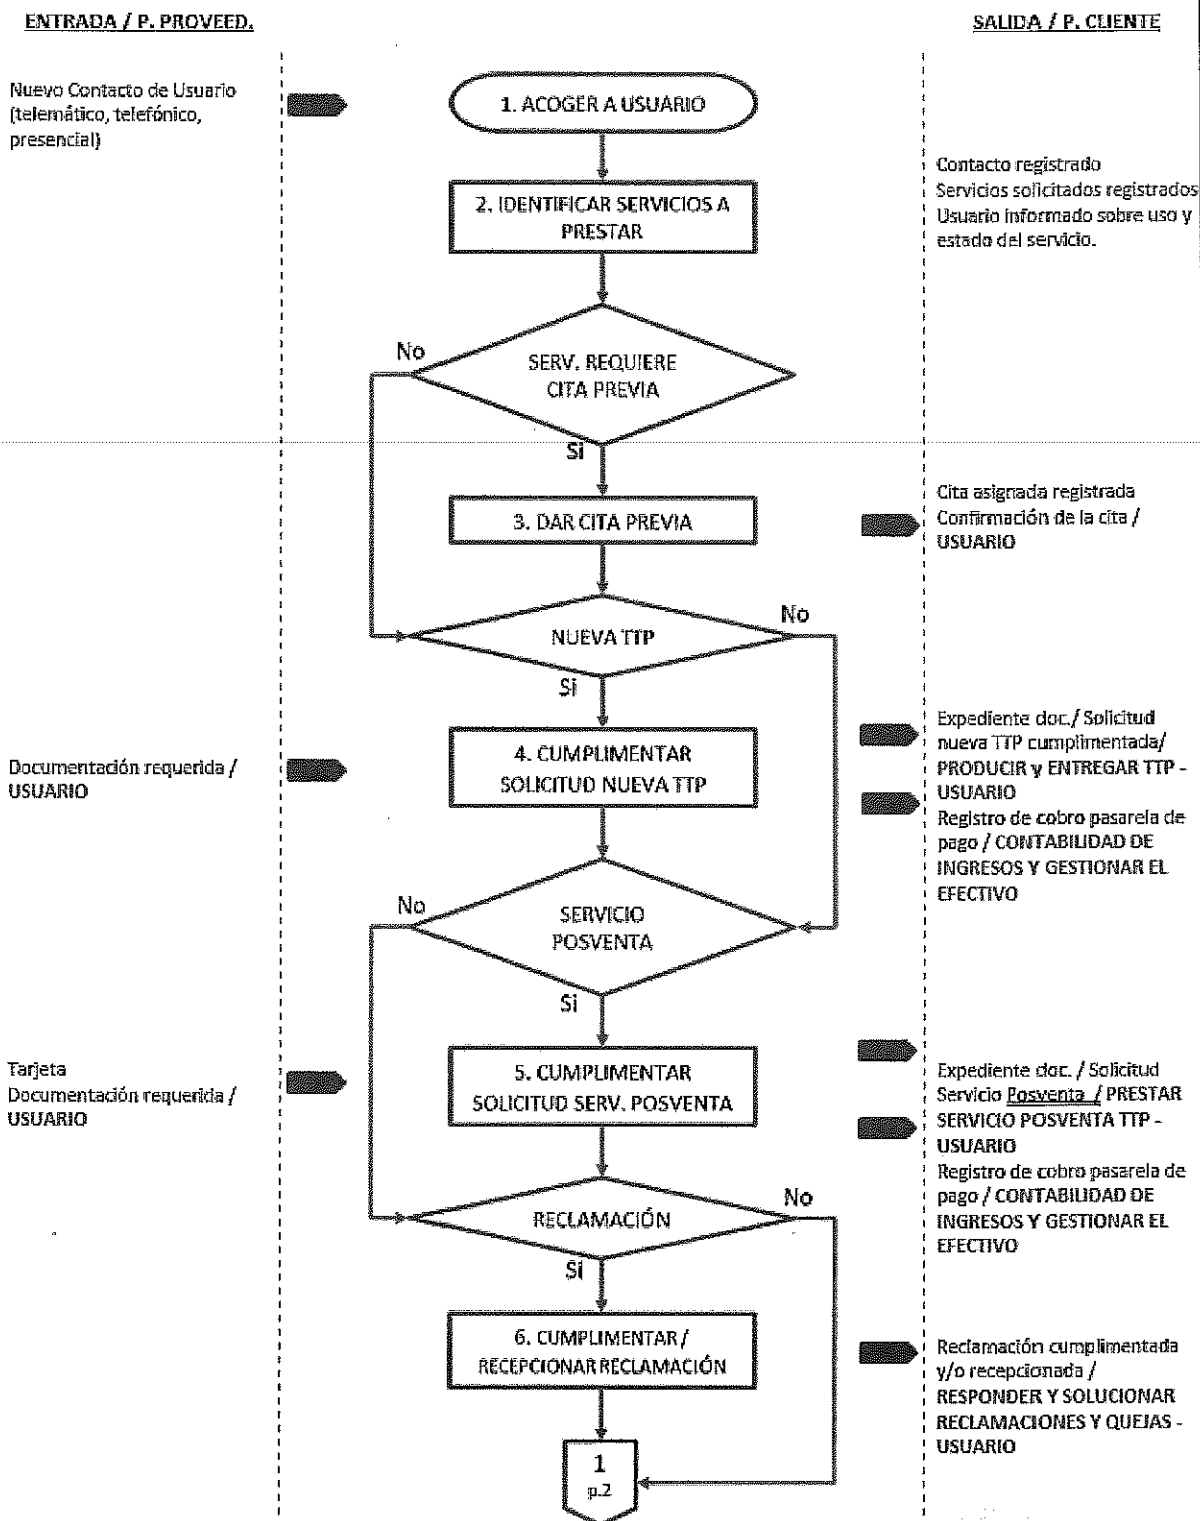 ENTRADA / P. PROVEED.
SALIDA / P. CLIENTE
Nuevo Contacto de Usuario
(telemático, telefónico,
presencial)
1. ACOGER A USUARIO
Contacto registrado
Servicios solicitados registrados
Usuario informado sobre uso y
estado del servicio.
2. IDENTIFICAR SERVICIOS A
PRESTAR
No
SERV. REQUIERE
CITA PREVIA
Si
3. DAR CITA PREVIA
Cita asignada registrada
Confirmación de la cita /
USUARIO
NUEVA TTP
No
Si
Documentación requerida /
USUARIO
4. CUMPLIMENTAR
SOLICITUD NUEVA TTP
Expediente doc./ Solicitud
nueva TTP cumplimentada/
PRODUCIR y ENTREGAR TTP -
USUARIO
Registro de cobro pasarela de
pago / CONTABILIDAD DE
INGRESOS Y GESTIONAR EL
EFECTIVO
No
SERVICIO
POSVENTA
Si
Tarjeta
Documentación requerida /
USUARIO
5. CUMPLIMENTAR
SOLICITUD SERV. POSVENTA
Expediente doc. / Solicitud
Servicio Posventa / PRESTAR
SERVICIO POSVENTA TTP -
USUARIO
Registro de cobro pasarela de
pago / CONTABILIDAD DE
INGRESOS Y GESTIONAR EL
EFECTIVO
RECLAMACIÓN
No
Si
6. CUMPLIMENTAR /
RECEPCIONAR RECLAMACIÓN
Reclamación cumplimentada
y/o recepcionada /
RESPONDER Y SOLUCIONAR
RECLAMACIONES Y QUEJAS -
USUARIO
1
p.2